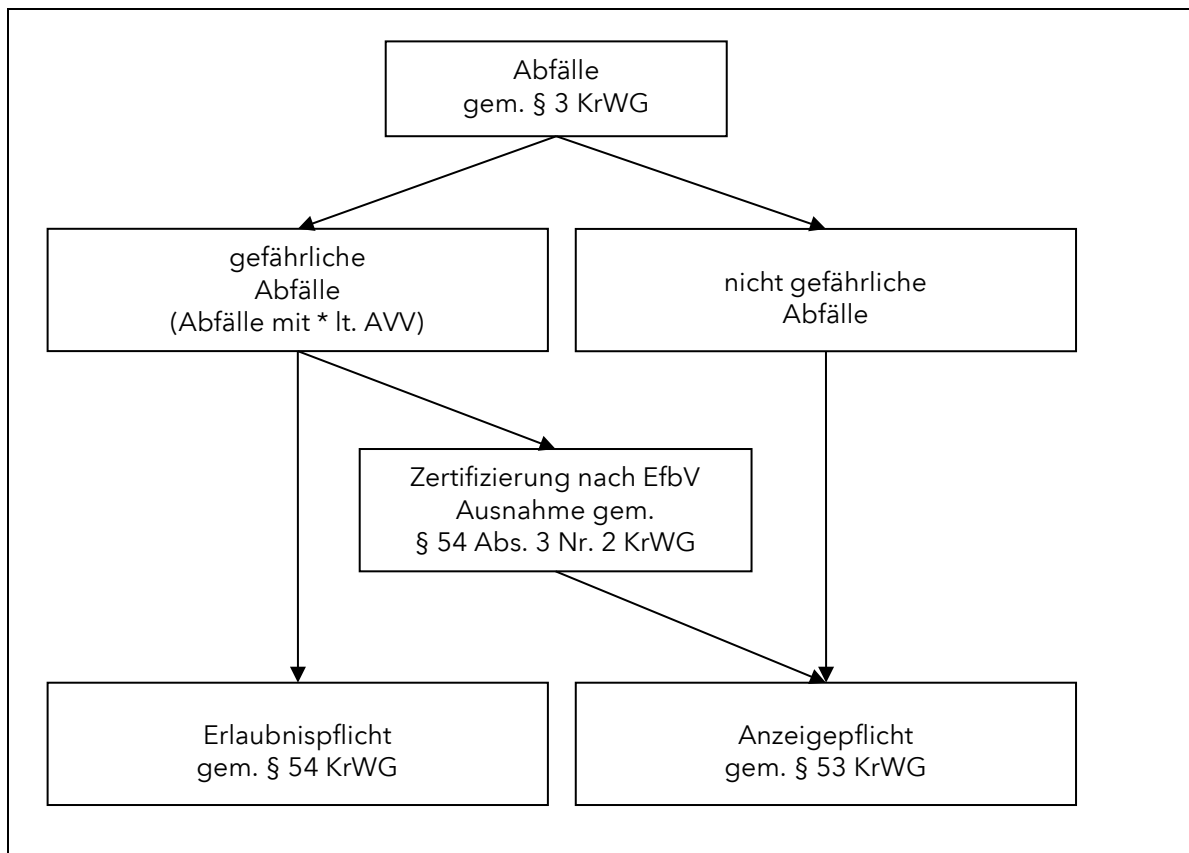 Abfälle
gem. § 3 KrWG
gefährliche
Abfälle
(Abfälle mit * lt. AVV)
nicht gefährliche
Abfälle
Zertifizierung nach EfbV
Ausnahme gem.
§ 54 Abs. 3 Nr. 2 KrWG
Erlaubnispflicht
gem. § 54 KrWG
Anzeigepflicht
gem. § 53 KrWG